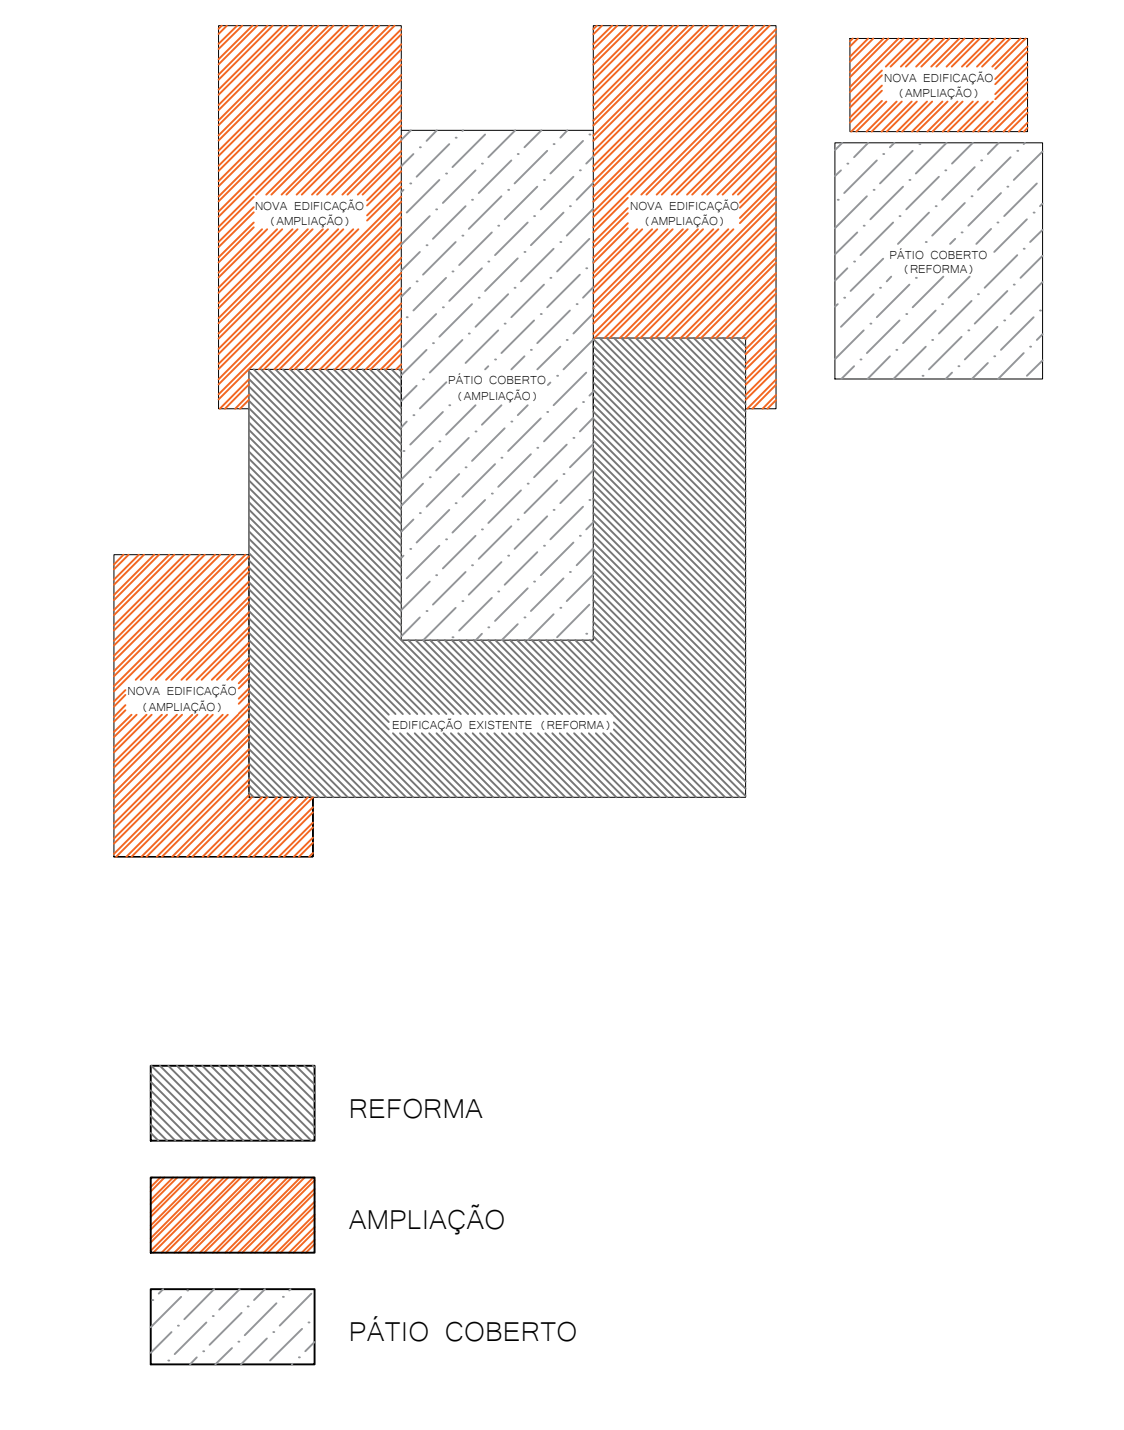 NOVA EDIFICAÇÃO
(AMPLIAÇÃO)
NOVA EDIFICAÇÃO
(AMPLIAÇÃO)
NOVA EDIFICAÇÃO
(AMPLIAÇÃO)
PÁTIO COBERTO
(REFORMA)
PÁTIO COBERTO
(AMPLIAÇÃO)
NOVA EDIFICAÇÃO
(AMPLIAÇÃO)
EDIFICAÇÃO EXISTENTE (REFORMA)
REFORMA
AMPLIAÇÃO
PÁTIO COBERTO